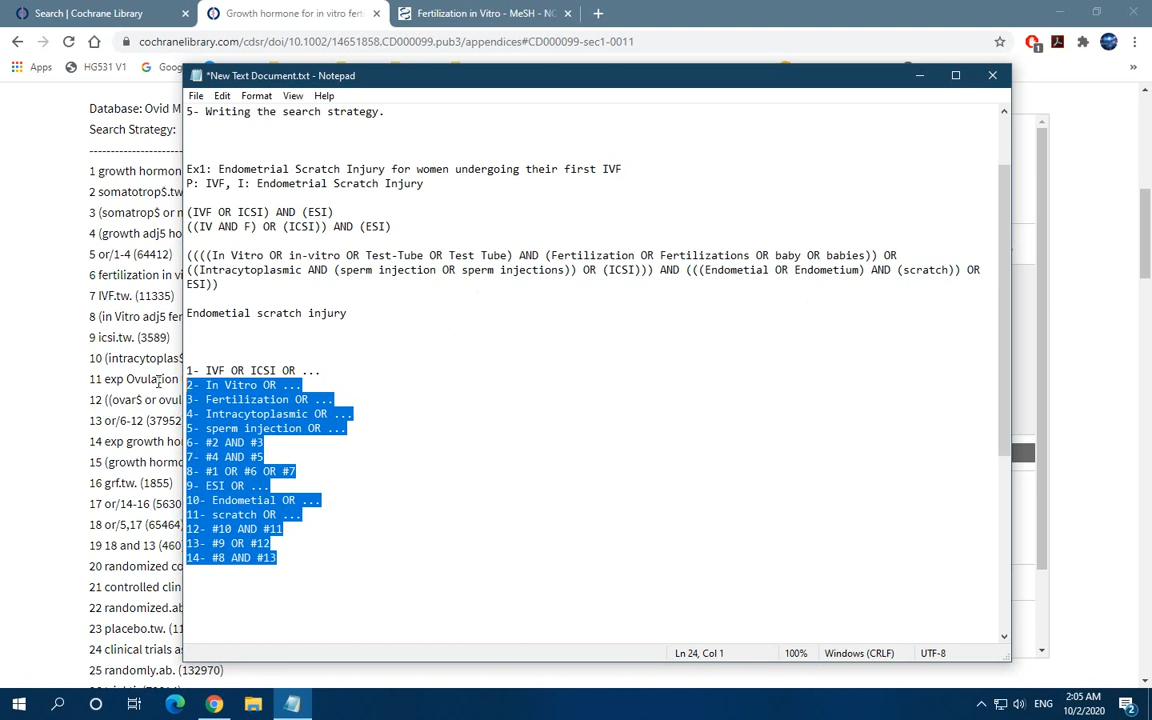 Search | Cochrane Library
Growth hormone for in vitro fert
Fertilization in Vitro - MeSH - NC
cochranelibrary.com/cdsr/doi/10.1002/14651858.CD000099.pub3/appendices#CD000099-sec1-0011
1
Apps
HG531 V1
Goog
»
*New Text Document.txt - Notepad
File Edit Format View Help
Database: Ovid M
Search Strategy:
1 growth hormon
2 somatotrop$.tw
3 (somatrop$ or
4 (growth adj5
5 or/1-4 (64412)
6 fertilization in vi
7 IVF.tw. (11335)
8 (in Vitro adj5 fer
9 icsi.tw. (3589)
10 (intracytoplas$
11 exp Ovulation
12 ((ovar$ or ovul
13 or/6-12 (37952
14 exp growth ho
15 (growth hormo
16 grf.tw. (1855)
17 or/14-16 (5630
18 or/5,17 (65464
19 18 and 13 (460
20 randomized co
21 controlled clin
22 randomized.ab
23 placebo.tw. (11
24 clinical trials as
25 randomly.ab. (132970)
5- Writing the search strategy.
Ex1: Endometrial Scratch Injury for women undergoing their first IVF
P: IVF, I: Endometrial Scratch Injury
(IVF OR ICSI) AND (ESI)
((IV AND F) OR (ICSI)) AND (ESI)
((((In Vitro OR in-vitro OR Test-Tube OR Test Tube) AND (Fertilization OR Fertilizations OR baby OR babies)) OR
((Intracytoplasmic AND (sperm injection OR sperm injections)) OR (ICSI))) AND (((Endometial OR Endometium) AND (scratch)) OR
ESI))
Endometial scratch injury
1- IVF OR ICSI OR ...
2- In Vitro OR ...
3- Fertilization OR ...
4- Intracytoplasmic OR ...
5- sperm injection OR ...
6- #2 AND #3
7- #4 AND #5
8- #1 OR #6 OR #7
9- ESI OR ...
10- Endometial OR ...
11- scratch OR ...
12- #10 AND #11
13- #9 OR #12
14- #8 AND #13
Ln 24, Col 1
100%
Windows (CRLF)
UTF-8
ENG
2:05 AM
10/2/2020
2